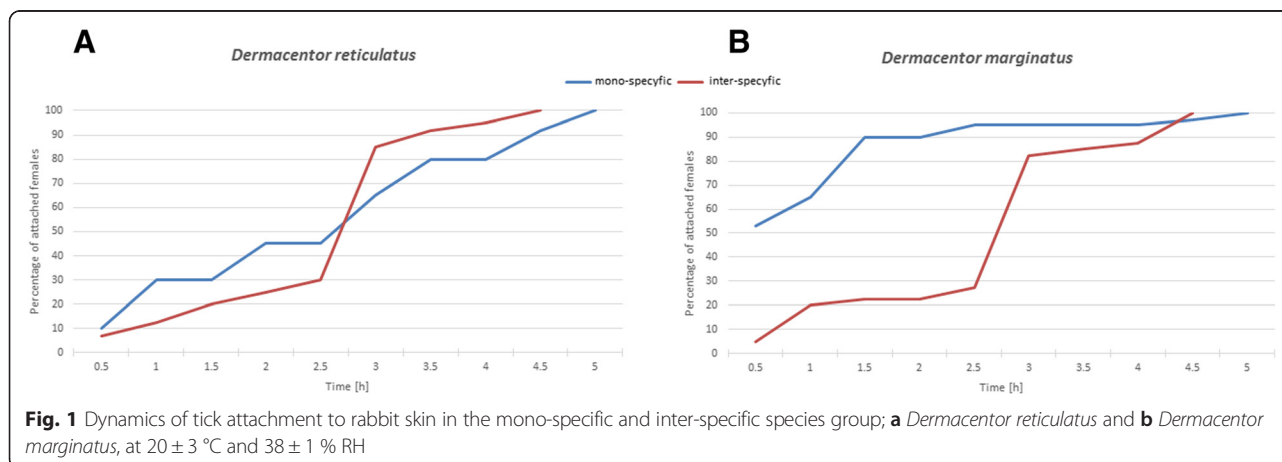 A
Dermacentor reticulatus
B
Dermacentor marginatus
mono-specyfic
inter-specyfic
Percentage of attached females
100
90
80
70
60
50
40
30
20
10
0
0.5 1 1.5 2 2.5 3 3.5 4 4.5 5
Time [h]
Percentage of attached females
100
90
80
70
60
50
40
30
20
10
0
0.5 1 1.5 2 2.5 3 3.5 4 4.5 5
Time [h]
Fig. 1 Dynamics of tick attachment to rabbit skin in the mono-specific and inter-specific species group; a Dermacentor reticulatus and b Dermacentor
marginatus, at 20 ± 3 °C and 38 ± 1 % RH